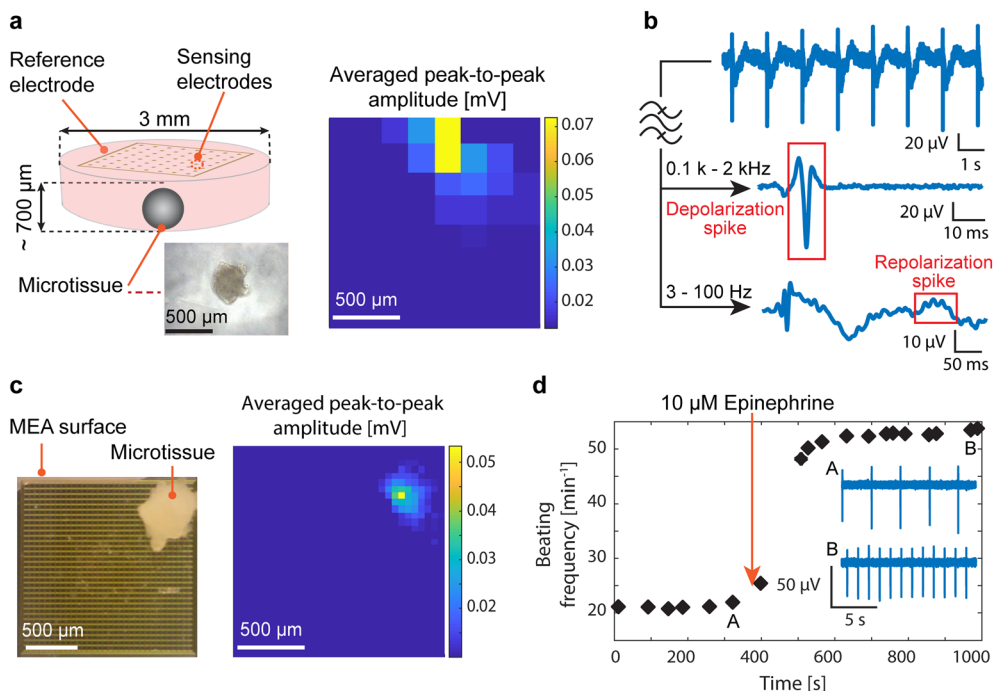 a
Reference
electrode
Sensing
electrodes
3 mm
~ 700 µm
Microtissue
500 µm
Averaged peak-to-peak
amplitude [mV]
0.07
0.06
0.05
0.04
0.03
0.02
500 µm
b
20 µV
1 s
0.1 k - 2 kHz
Depolarization
spike
20 µV
10 ms
Repolarization
spike
3 - 100 Hz
10 µV
50 ms
c
MEA surface
Microtissue
500 µm
Averaged peak-to-peak
amplitude [mV]
0.05
0.04
0.03
0.02
0.01
500 µm
d
10 µM Epinephrine
Beating
frequency [min⁻¹]
50
40
30
20
A
B
A
B
50 µV
5 s
0 200 400 600 800 1000
Time [s]